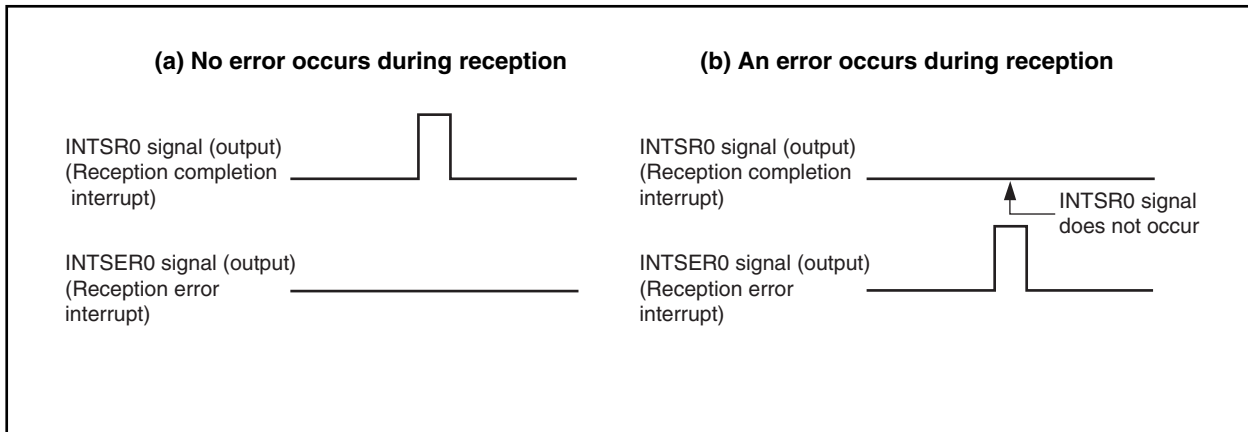 (a) No error occurs during reception
INTSR0 signal (output)
(Reception completion
interrupt)
INTSER0 signal (output)
(Reception error
interrupt)
(b) An error occurs during reception
INTSR0 signal (output)
(Reception completion
interrupt)
INTSR0 signal
does not occur
INTSER0 signal (output)
(Reception error
interrupt)